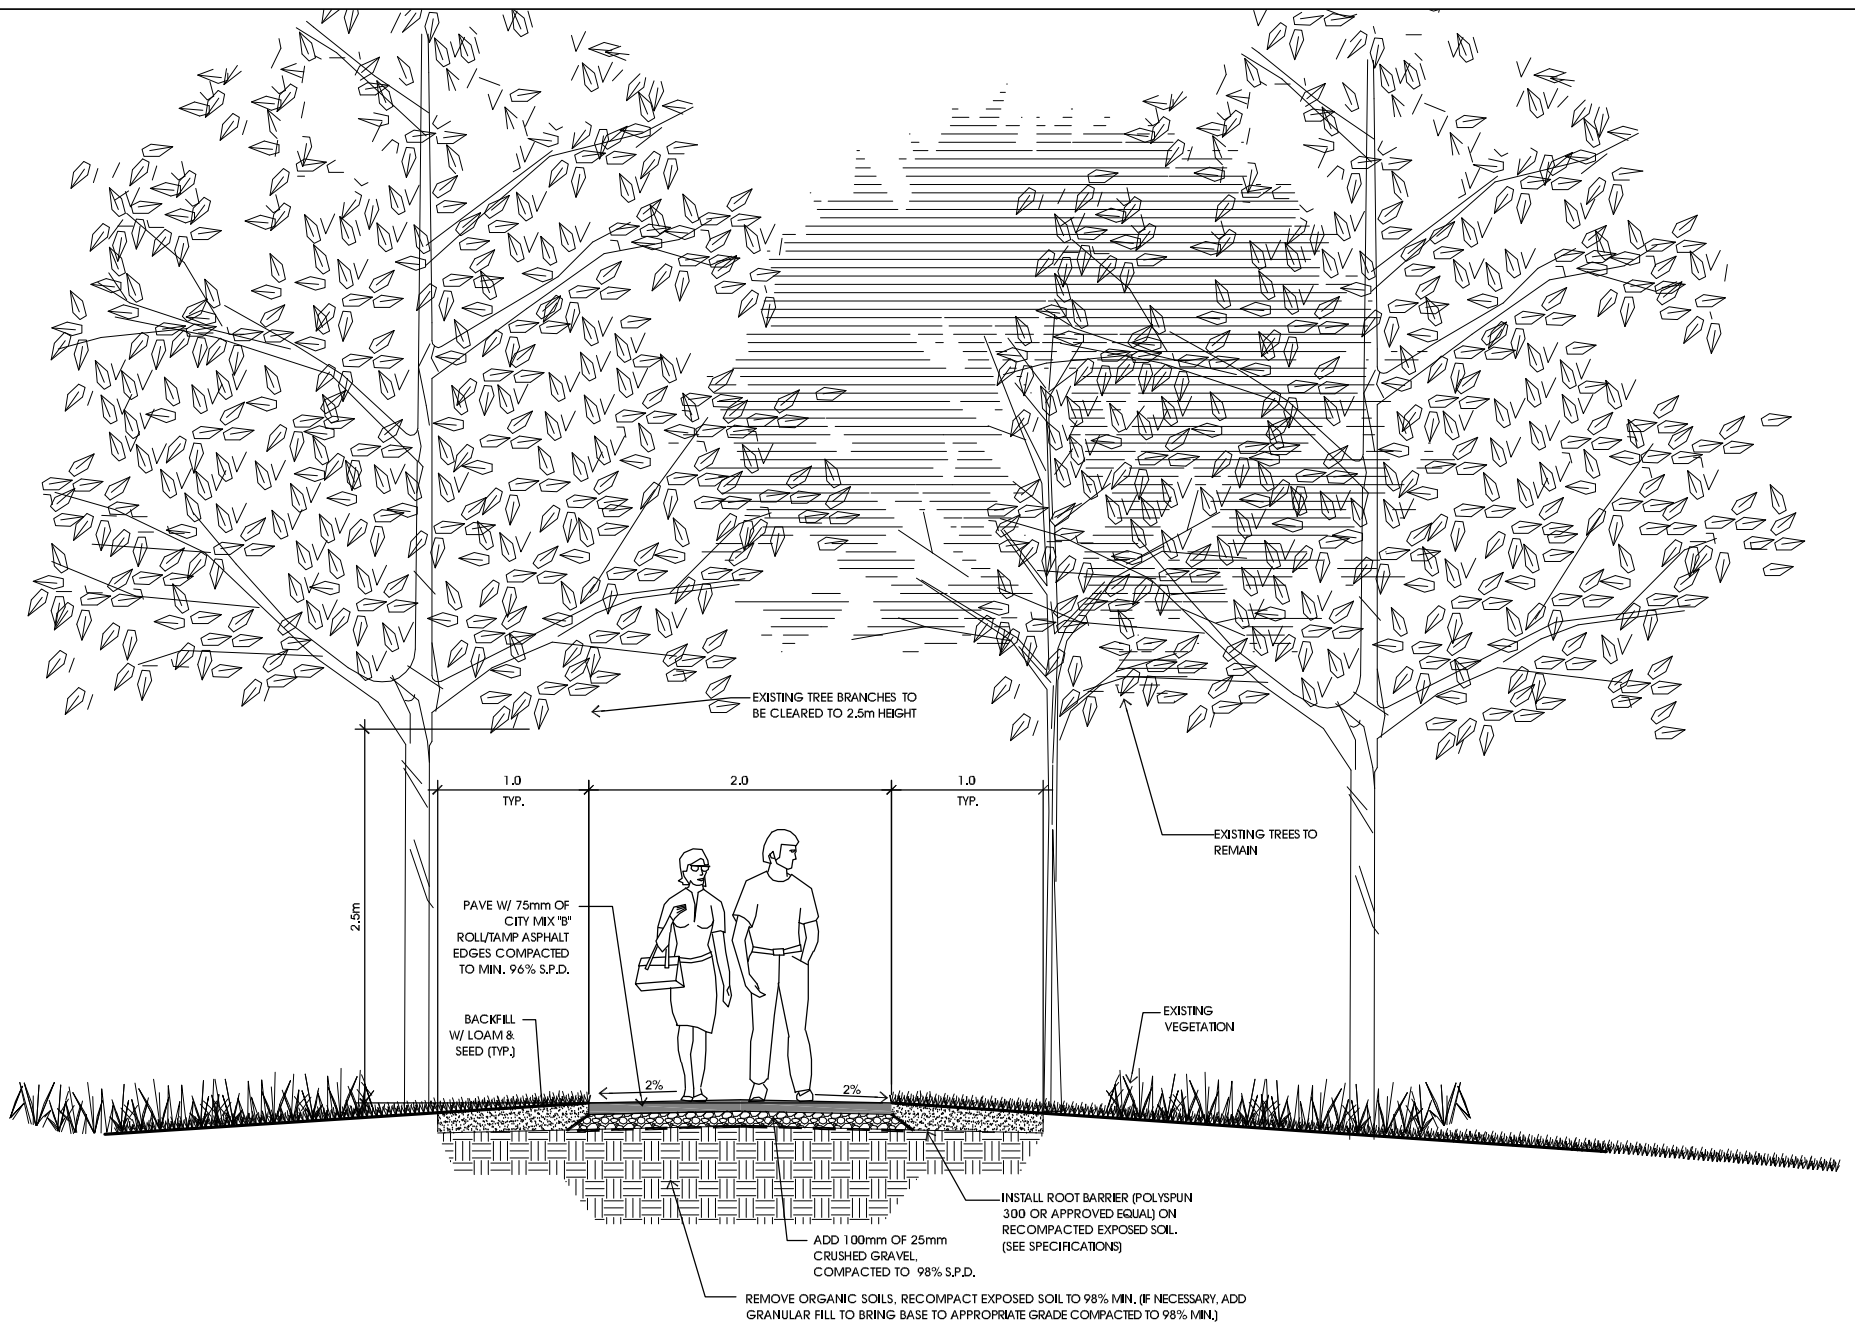 EXISTING TREE BRANCHES TO
BE CLEARED TO 2.5m HEIGHT
1.0
TYP.
2.0
1.0
TYP.
EXISTING TREES TO
REMAIN
2.5m
PAVE W/ 75mm OF
CITY MIX "B"
ROLL/TAMP ASPHALT
EDGES COMPACTED
TO MIN. 96% S.P.D.
BACKFILL
W/ LOAM &
SEED (TYP.)
EXISTING
VEGETATION
2%
2%
INSTALL ROOT BARRIER (POLYSPUN
300 OR APPROVED EQUAL) ON
RECOMPACTED EXPOSED SOIL.
(SEE SPECIFICATIONS)
ADD 100mm OF 25mm
CRUSHED GRAVEL,
COMPACTED TO 98% S.P.D.
REMOVE ORGANIC SOILS, RECOMPACT EXPOSED SOIL TO 98% MIN. (IF NECESSARY, ADD
GRANULAR FILL TO BRING BASE TO APPROPRIATE GRADE COMPACTED TO 98% MIN.)